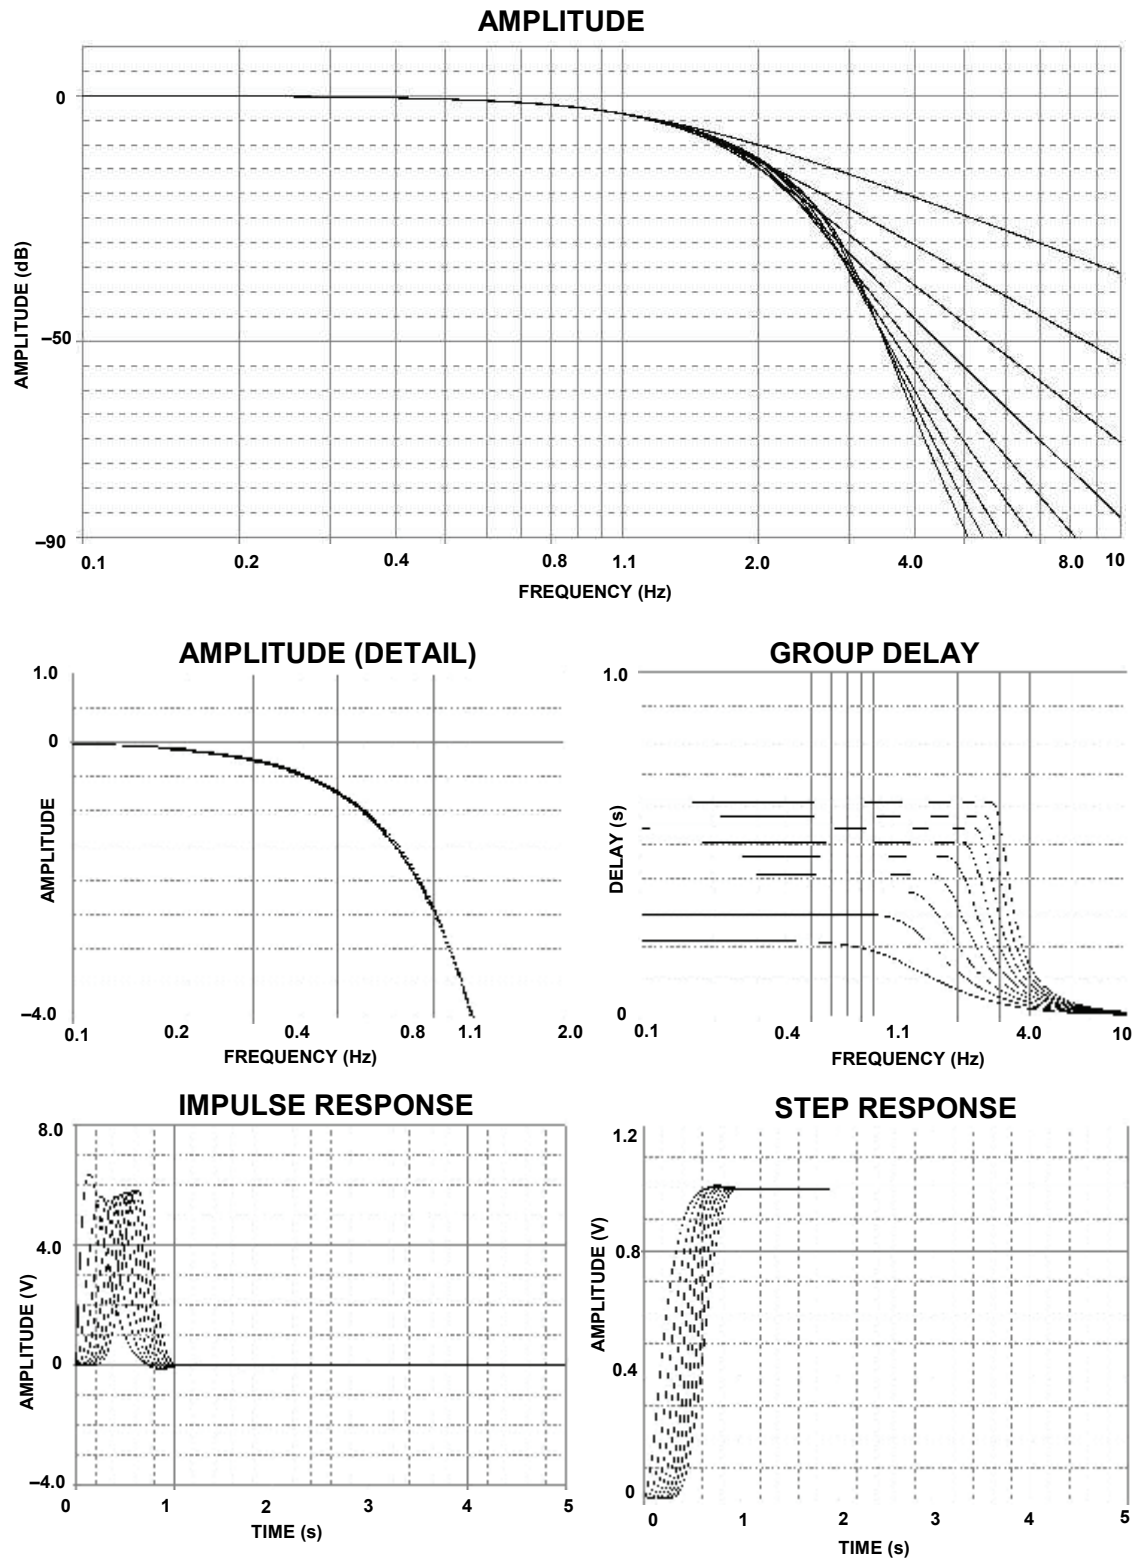 AMPLITUDE
0
–50
–90
AMPLITUDE (dB)
0.1 0.2 0.4 0.8 1.1 2.0 4.0 8.0 10
FREQUENCY (Hz)
AMPLITUDE (DETAIL)
1.0
0
–4.0
AMPLITUDE
0.1 0.2 0.4 0.8 1.1 2.0
FREQUENCY (Hz)
GROUP DELAY
1.0
0
DELAY (s)
0.1 0.4 1.1 4.0 10
FREQUENCY (Hz)
IMPULSE RESPONSE
8.0
4.0
0
–4.0
AMPLITUDE (V)
0 1 2 3 4 5
TIME (s)
STEP RESPONSE
1.2
0.8
0.4
0
AMPLITUDE (V)
0 1 2 3 4 5
TIME (s)